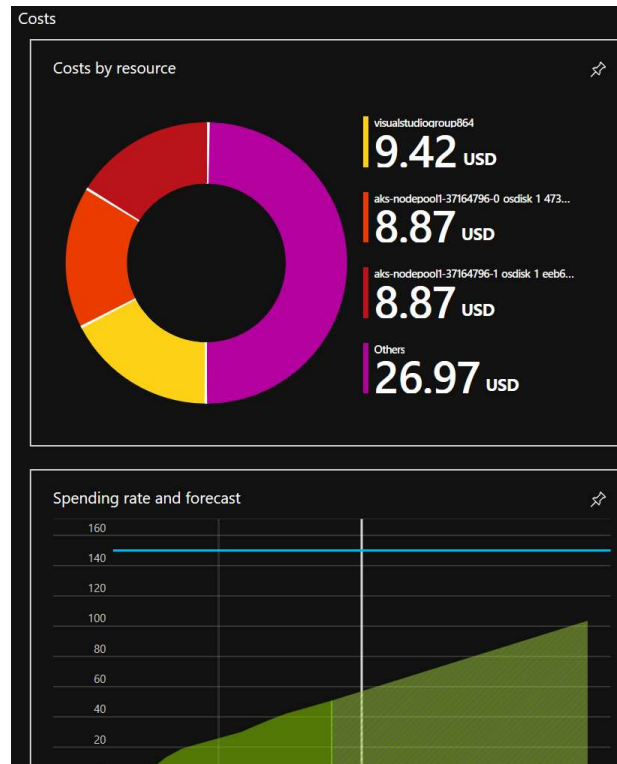 Costs
Costs by resource
visualstudiogroup864
9.42 USD
aks-nodepool1-37164796-0 osdisk 1 473...
8.87 USD
aks-nodepool1-37164796-1 osdisk 1 eeb6...
8.87 USD
Others
26.97 USD
Spending rate and forecast
160
140
120
100
80
60
40
20